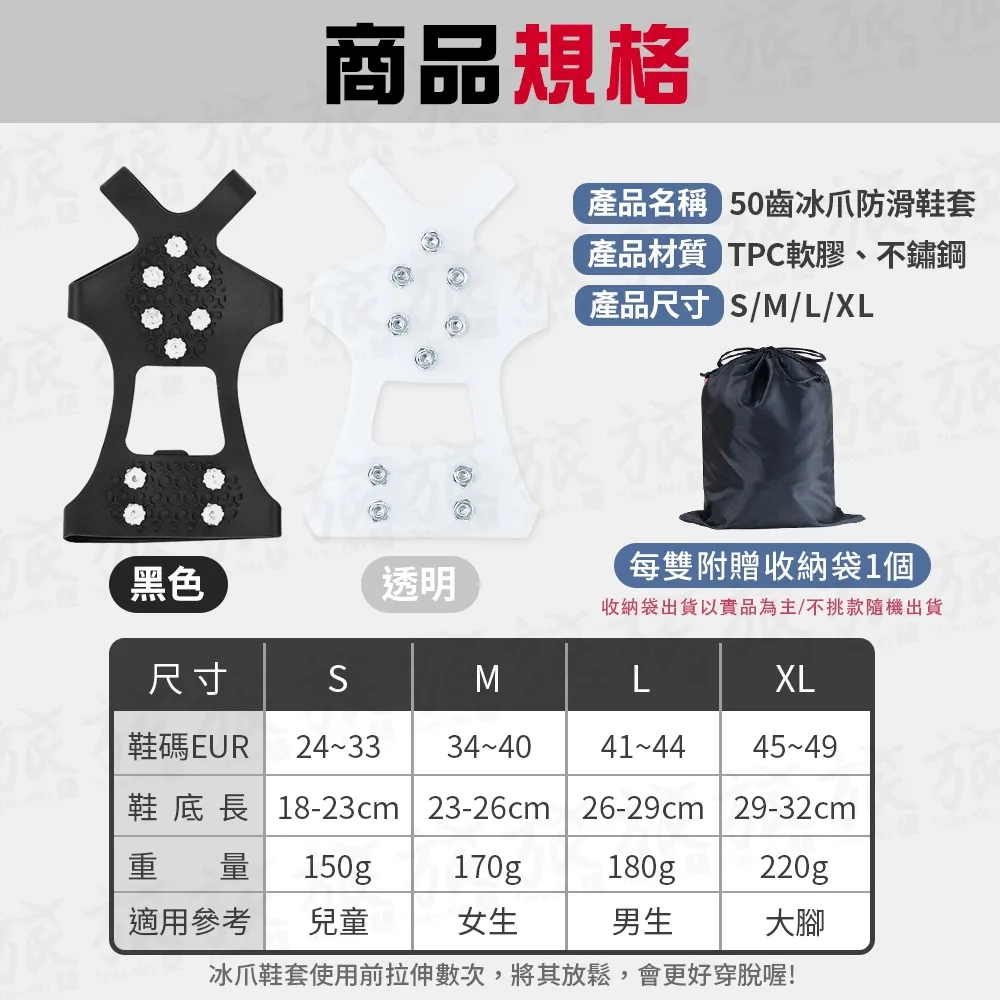 商品規格
產品名稱 50齒冰爪防滑鞋套
產品材質 TPC軟膠、不鏽鋼
產品尺寸 S/M/L/XL
黑色 透明
每雙附贈收納袋1個
收納袋出貨以實品為主/不挑款隨機出貨
尺寸 S M L XL
鞋碼EUR 24~33 34~40 41~44 45~49
鞋底長 18-23cm 23-26cm 26-29cm 29-32cm
重量 150g 170g 180g 220g
適用參考 兒童 女生 男生 大腳
冰爪鞋套使用前拉伸數次，將其放鬆，會更好穿脫喔!